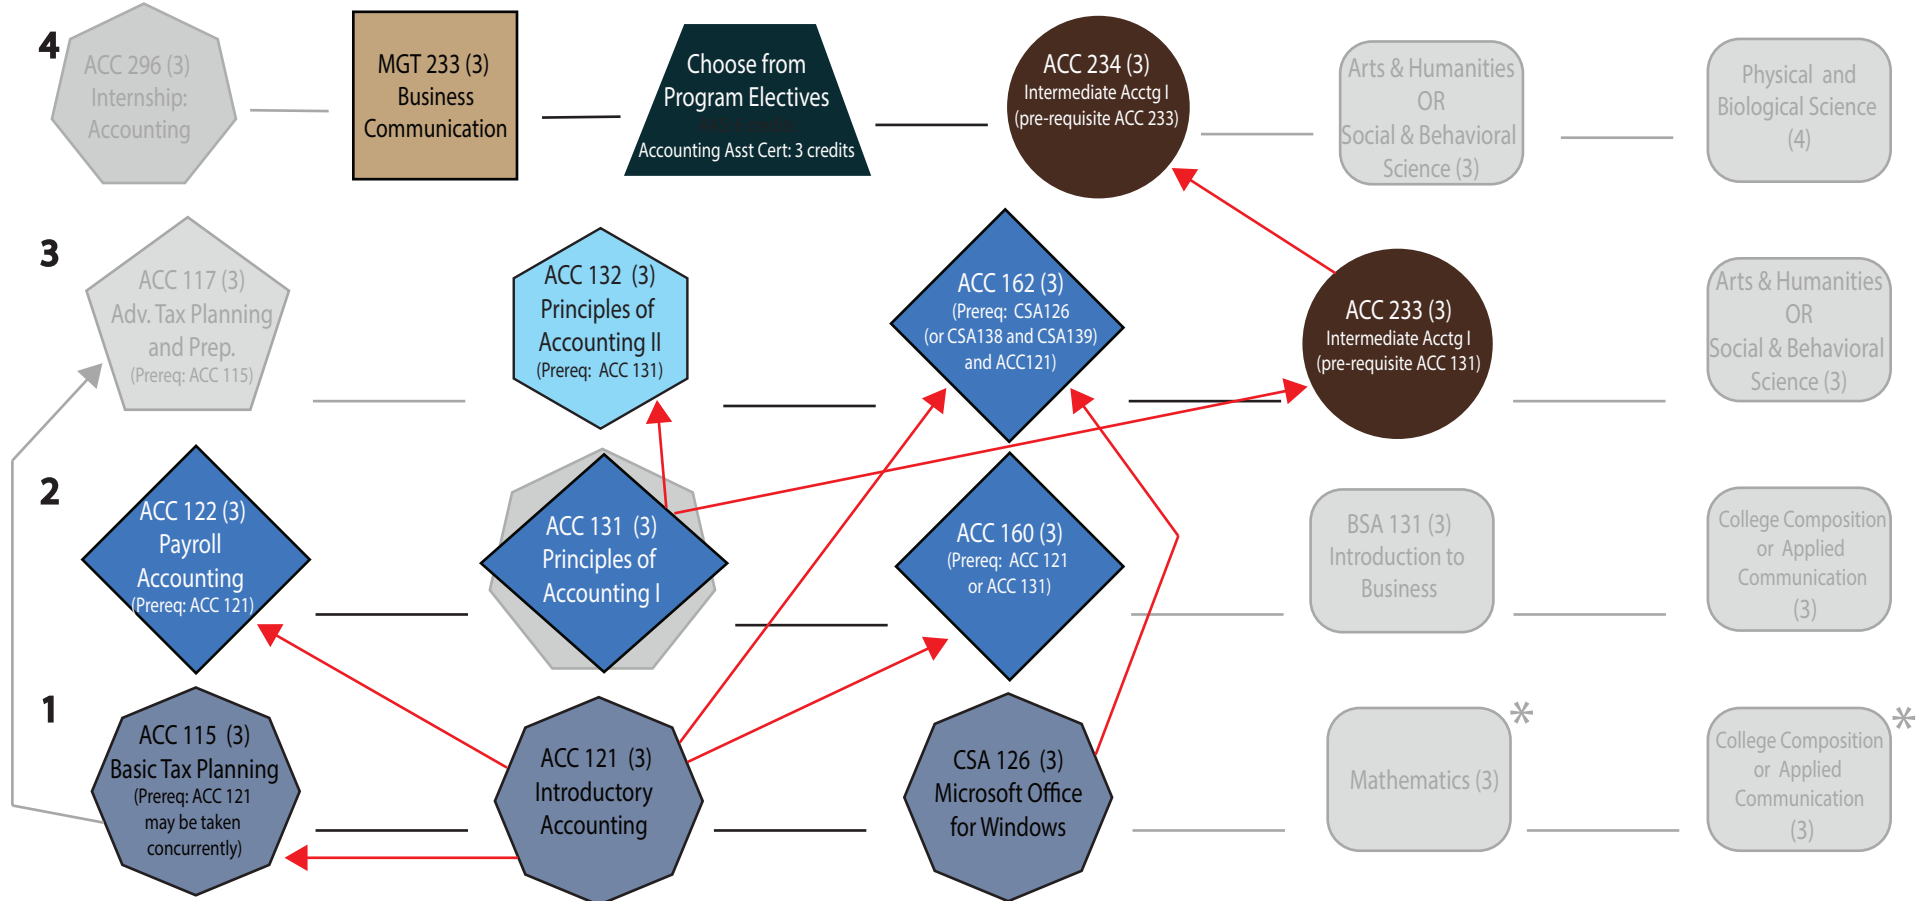 4
ACC 296 (3)
Internship:
Accounting
MGT 233 (3)
Business
Communication
Choose from
Program Electives
Accounting Asst Cert: 3 credits
ACC 234 (3)
Intermediate Acctg I
(pre-requisite ACC 233)
Arts & Humanities
OR
Social & Behavioral
Science (3)
Physical and
Biological Science
(4)
3
ACC 117 (3)
Adv. Tax Planning
and Prep.
(Prereq: ACC 115)
ACC 132 (3)
Principles of
Accounting II
(Prereq: ACC 131)
ACC 162 (3)
(Prereq: CSA126
(or CSA138 and CSA139)
and ACC121)
ACC 233 (3)
Intermediate Acctg I
(pre-requisite ACC 131)
Arts & Humanities
OR
Social & Behavioral
Science (3)
2
ACC 122 (3)
Payroll
Accounting
(Prereq: ACC 121)
ACC 131 (3)
Principles of
Accounting I
ACC 160 (3)
(Prereq: ACC 121
or ACC 131)
BSA 131 (3)
Introduction to
Business
College Composition
or Applied
Communication
(3)
1
ACC 115 (3)
Basic Tax Planning
(Prereq: ACC 121
may be taken
concurrently)
ACC 121 (3)
Introductory
Accounting
CSA 126 (3)
Microsoft Office
for Windows
Mathematics (3)
*
College Composition
or Applied
Communication
(3)
*